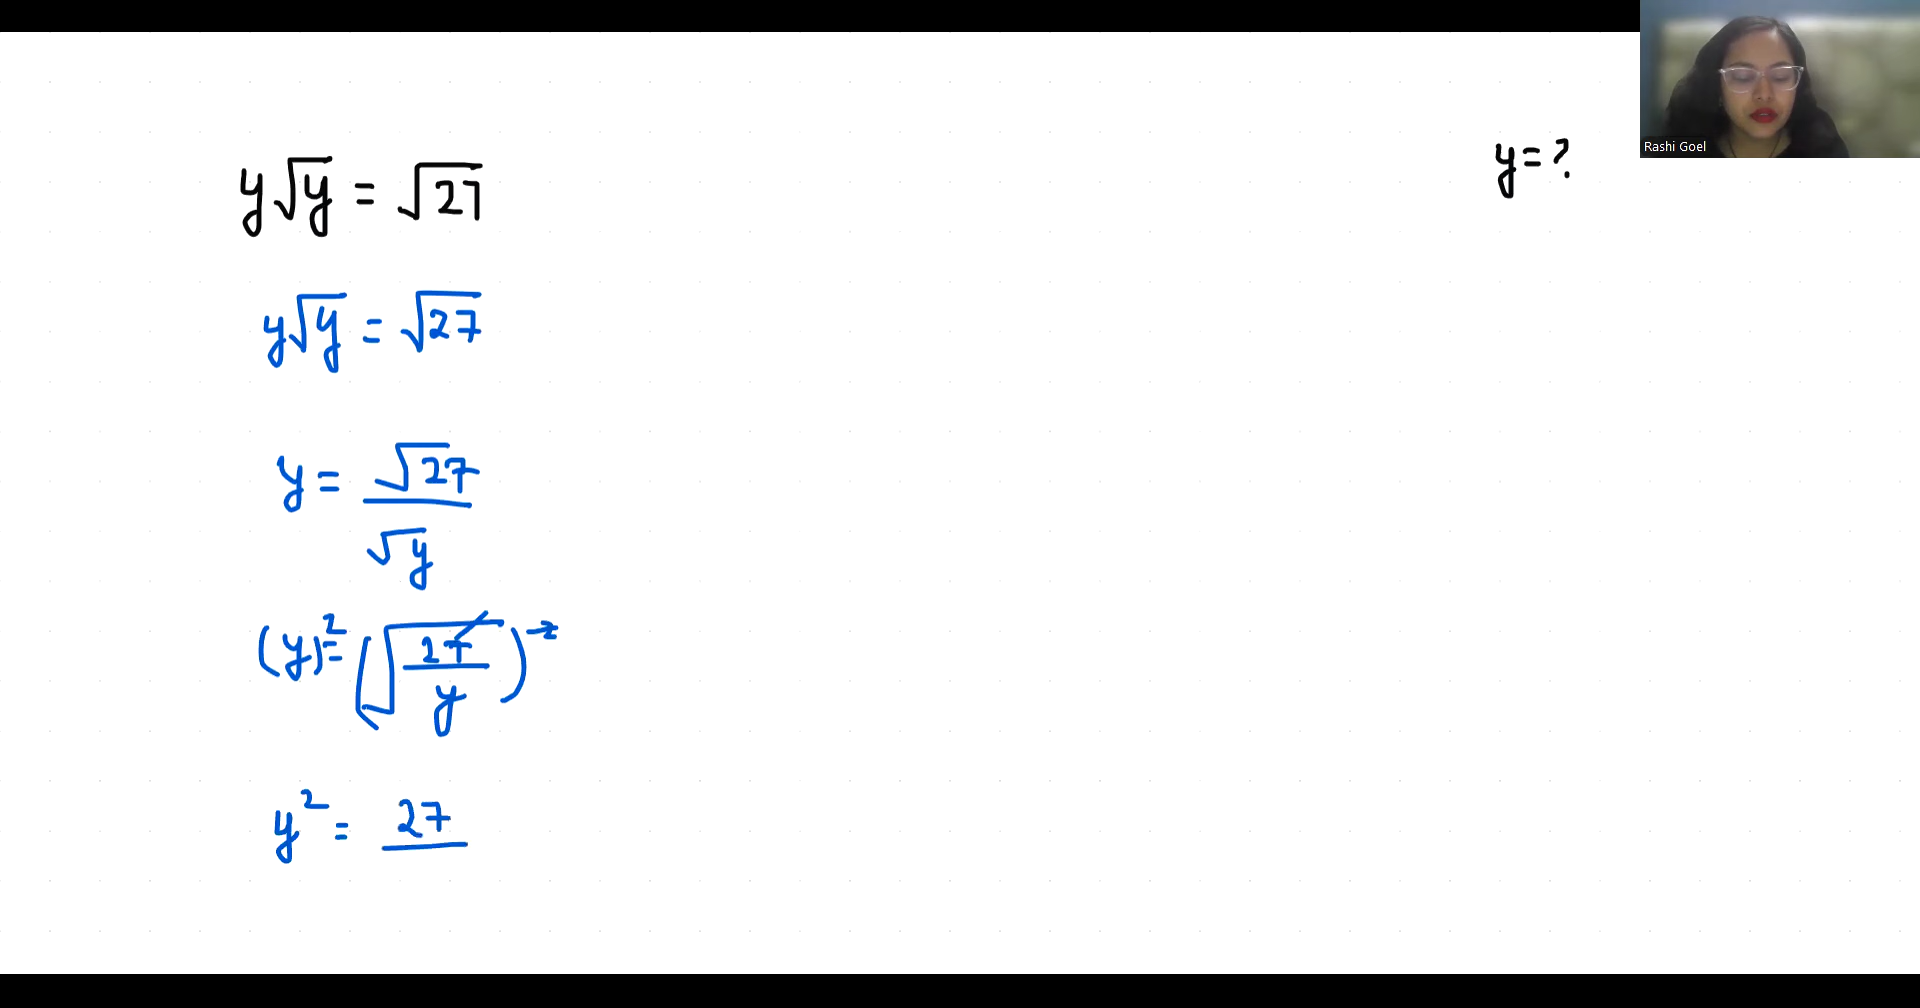 y√y = √27
y = ?
Rashi Goel
y√y = √27
y = √27 / √y
(y)² = (√(27/y))²
y² = 27